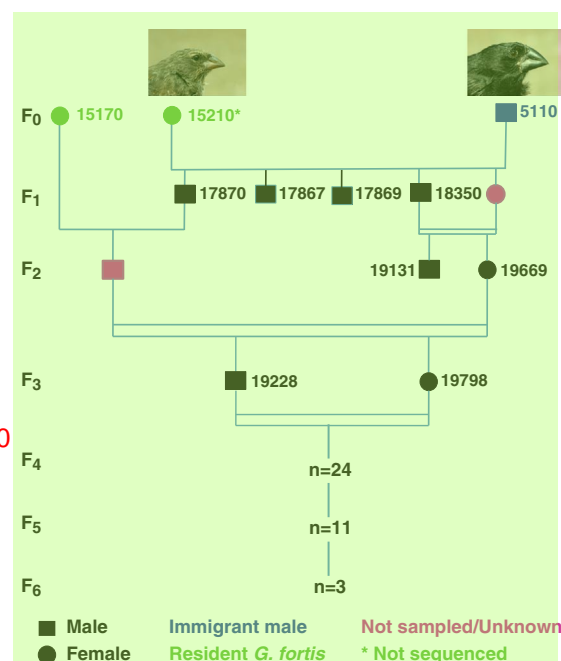 F0 15170 15210* 5110
F1 17870 17867 17869 18350
F2 19131 19669
F3 19228 19798
0
F4 n=24
F5 n=11
F6 n=3
Male Immigrant male Not sampled/Unknown
Female Resident G. fortis * Not sequenced